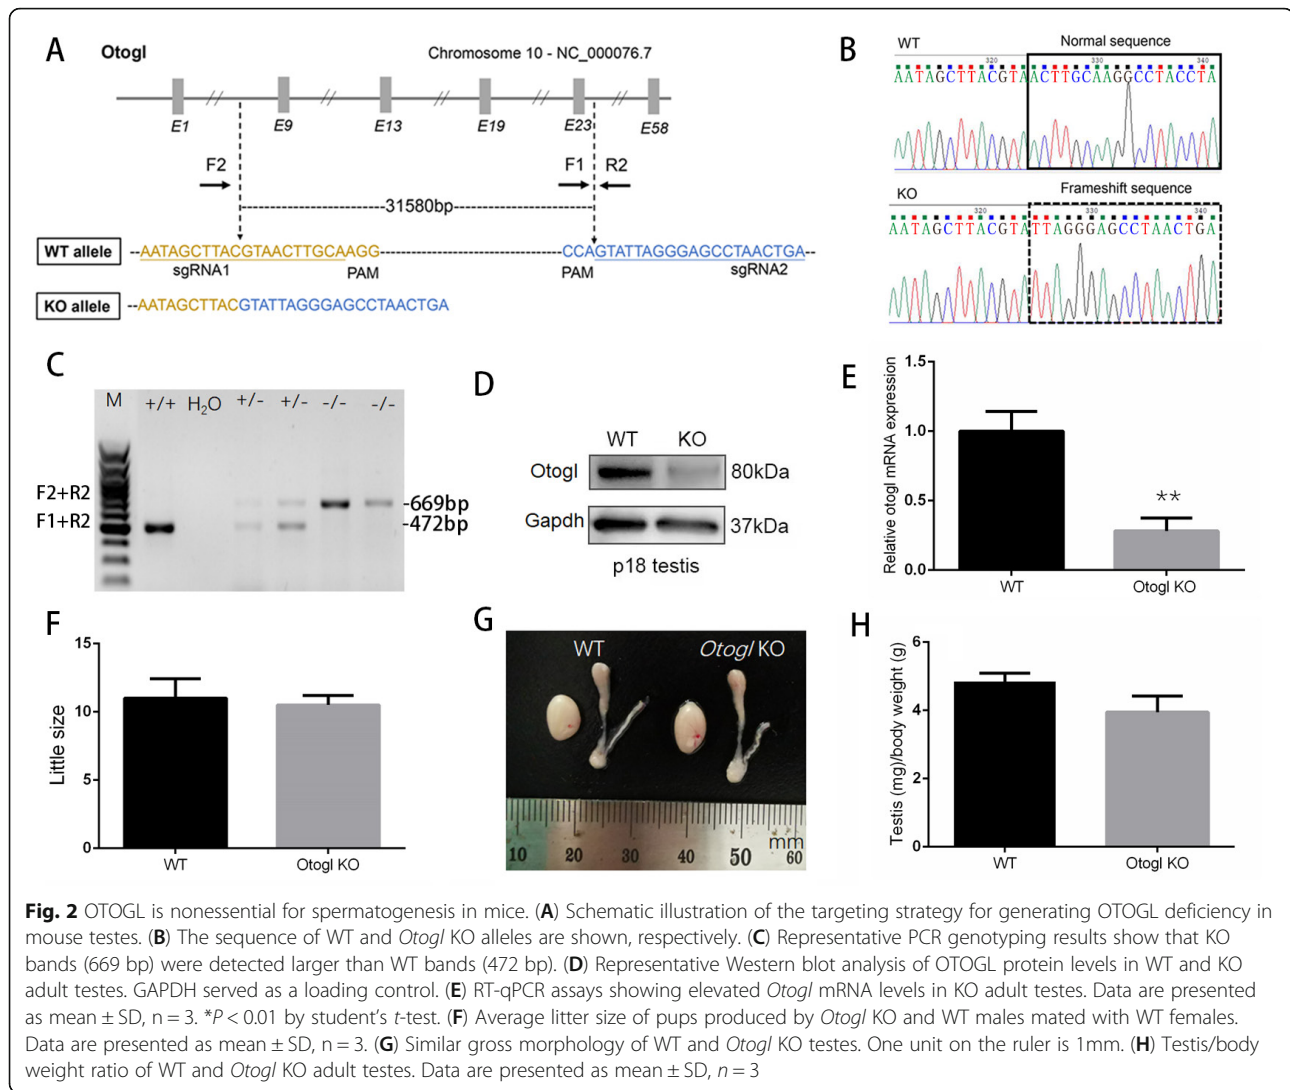 A
Otogl
Chromosome 10 - NC_000076.7
E1 E9 E13 E19 E23 E58
F2 F1 R2
31580bp
WT allele --AATAGCTTACGTAACTTGCAAGG CCAGTATTAGGGAGCCTAACTGA--
sgRNA1 PAM PAM sgRNA2
KO allele --AATAGCTTACGTATTAGGGAGCCTAACTGA
B
WT Normal sequence
320 330 340
AATAGCTTACGTAACTTGCAAGGCCTACCTA
KO Frameshift sequence
320 330 340
AATAGCTTACGTATTAGGGAGCCTAACTGA
C
M +/+ H2O +/- +/- -/- -/-
F2+R2 -669bp
F1+R2 -472bp
D
WT KO
Otogl 80kDa
Gapdh 37kDa
p18 testis
E
Relative otogl mRNA expression
1.5
1.0
0.5
0.0
**
WT Otogl KO
F
Little size
15
10
5
0
WT Otogl KO
G
WT Otogl KO
mm
10 20 30 40 50 60
H
Testis (mg)/body weight (g)
6
4
2
0
WT Otogl KO
Fig. 2 OTOGL is nonessential for spermatogenesis in mice. (A) Schematic illustration of the targeting strategy for generating OTOGL deficiency in
mouse testes. (B) The sequence of WT and Otogl KO alleles are shown, respectively. (C) Representative PCR genotyping results show that KO
bands (669 bp) were detected larger than WT bands (472 bp). (D) Representative Western blot analysis of OTOGL protein levels in WT and KO
adult testes. GAPDH served as a loading control. (E) RT-qPCR assays showing elevated Otogl mRNA levels in KO adult testes. Data are presented
as mean ± SD, n = 3. *P < 0.01 by student's t-test. (F) Average litter size of pups produced by Otogl KO and WT males mated with WT females.
Data are presented as mean ± SD, n = 3. (G) Similar gross morphology of WT and Otogl KO testes. One unit on the ruler is 1mm. (H) Testis/body
weight ratio of WT and Otogl KO adult testes. Data are presented as mean ± SD, n = 3